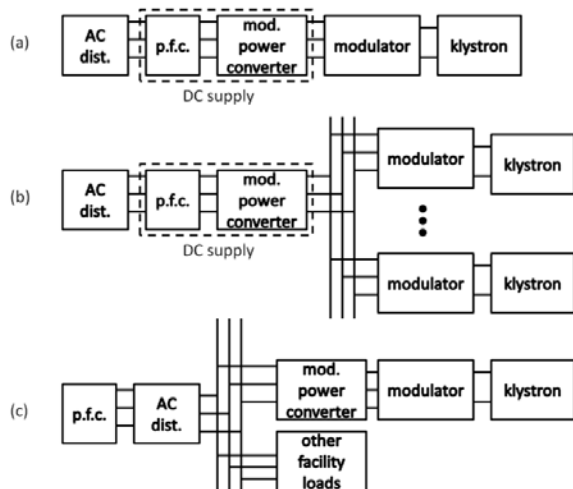 (a)
AC
dist.
p.f.c.
mod.
power
converter
modulator
klystron
DC supply
(b)
AC
dist.
p.f.c.
mod.
power
converter
modulator
klystron
DC supply
modulator
klystron
(c)
p.f.c.
AC
dist.
mod.
power
converter
modulator
klystron
other
facility
loads